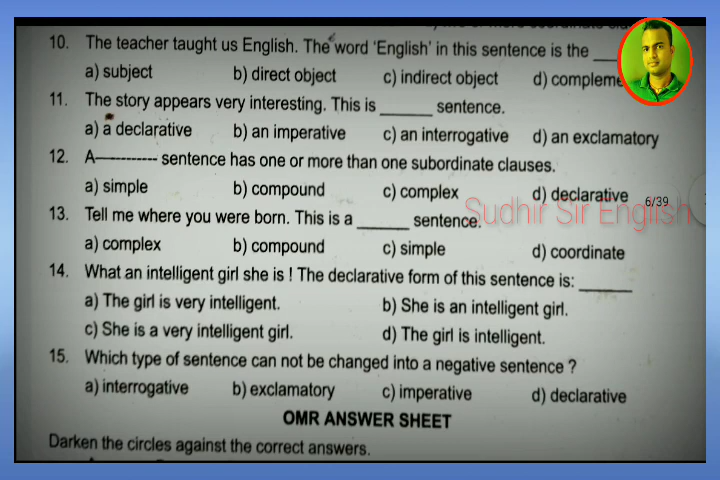 10. The teacher taught us English. The word 'English' in this sentence is the ____
a) subject b) direct object c) indirect object d) compleme
11. The story appears very interesting. This is ______ sentence.
a) a declarative b) an imperative c) an interrogative d) an exclamatory
12. A----------- sentence has one or more than one subordinate clauses.
a) simple b) compound c) complex d) declarative
6/39
Sudhir Sir English
13. Tell me where you were born. This is a ______ sentence.
a) complex b) compound c) simple d) coordinate
14. What an intelligent girl she is ! The declarative form of this sentence is: ______
a) The girl is very intelligent. b) She is an intelligent girl.
c) She is a very intelligent girl. d) The girl is intelligent.
15. Which type of sentence can not be changed into a negative sentence ?
a) interrogative b) exclamatory c) imperative d) declarative
OMR ANSWER SHEET
Darken the circles against the correct answers.